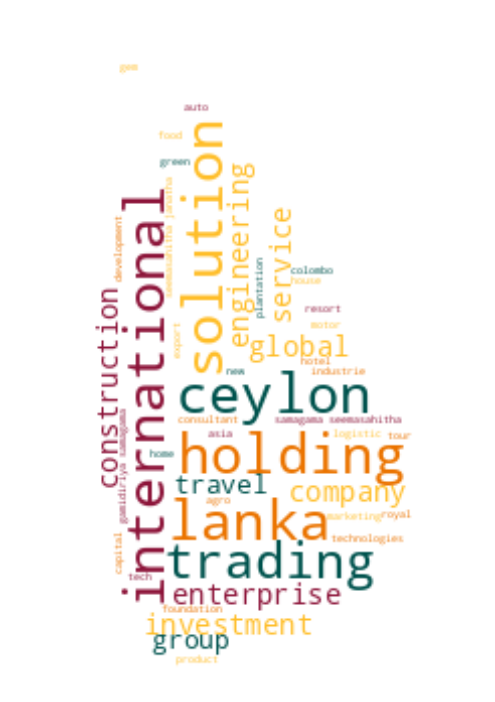 gem
auto
food
solution
green
engineering
seemasahitha janatha
international
service
development
plantation
colombo
house
construction
resort
export
motor
global
hotel
new
industrie
ceylon
gamidiriya samagama
consultant
samagama seemasahitha
asia
logistic
tour
holding
home
travel
company
agro
lanka
marketing
royal
capital
technologies
trading
tech
enterprise
foundation
investment
group
product